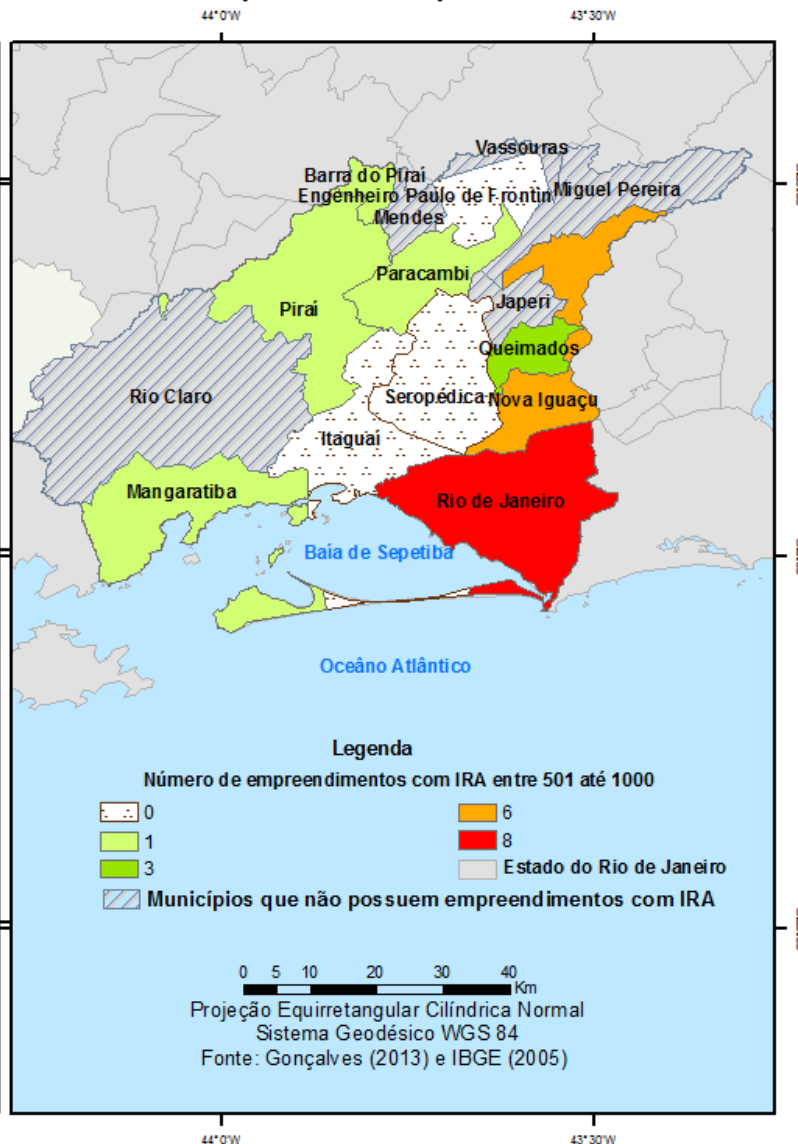 44°0'W
43°30'W
Vassouras
Barra do Piraí
Engenheiro Paulo de Frontin
Miguel Pereira
Mendes
Paracambi
Japeri
Piraí
Queimados
Rio Claro
Seropédica
Nova Iguaçu
Itaguaí
Mangaratiba
Rio de Janeiro
Baía de Sepetiba
Oceâno Atlântico
Legenda
Número de empreendimentos com IRA entre 501 até 1000
0
6
1
8
3
Estado do Rio de Janeiro
Municípios que não possuem empreendimentos com IRA
0 5 10 20 30 40
Km
Projeção Equirretangular Cilíndrica Normal
Sistema Geodésico WGS 84
Fonte: Gonçalves (2013) e IBGE (2005)
44°0'W
43°30'W